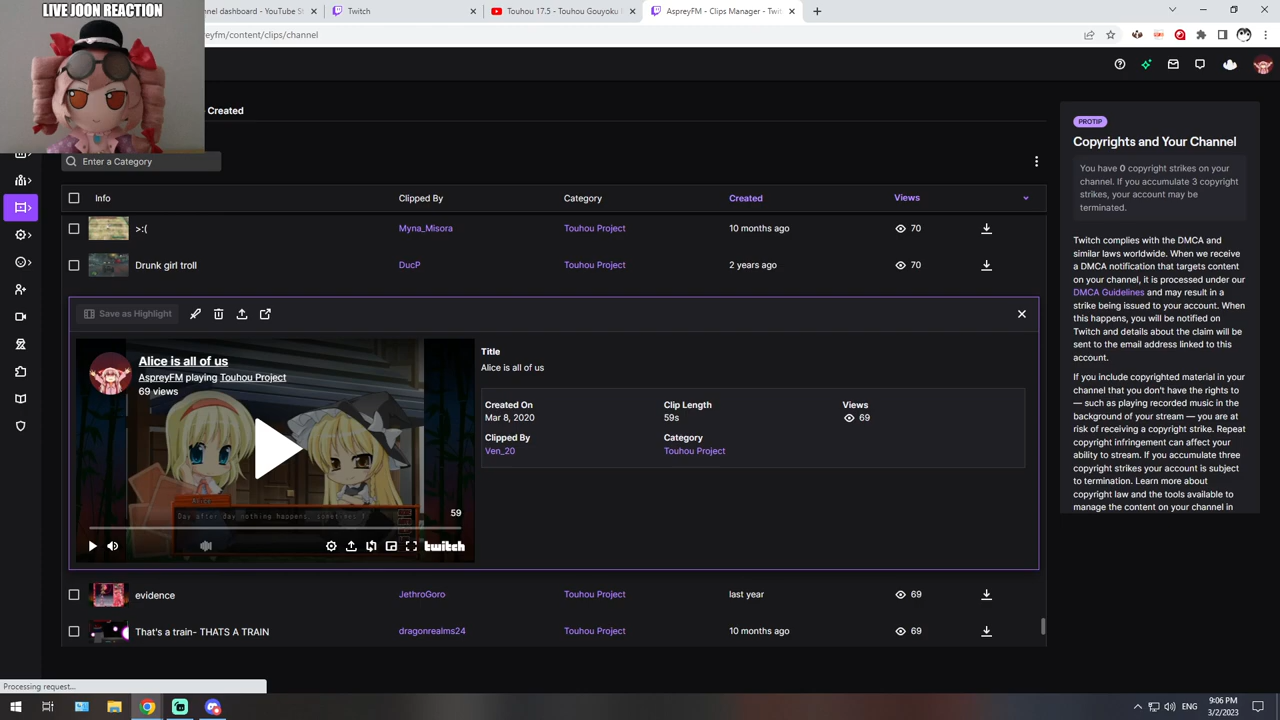 LIVE JOON REACTION
nnel dashboard - YouTube St
Twitch
Touhou 17.5 - Touhou Gouyoku I
AspreyFM - Clips Manager - Twit
eyfm/content/clips/channel
Created
Enter a Category
Info
Clipped By
Category
Created
Views
>:(
Myna_Misora
Touhou Project
10 months ago
70
Drunk girl troll
DucP
Touhou Project
2 years ago
70
Save as Highlight
Alice is all of us
AspreyFM playing Touhou Project
69 views
Alice
Day after day nothing happens,
59
twitch
Title
Alice is all of us
Created On
Mar 8, 2020
Clip Length
59s
Views
69
Clipped By
Ven_20
Category
Touhou Project
evidence
JethroGoro
Touhou Project
last year
69
That's a train- THATS A TRAIN
dragonrealms24
Touhou Project
10 months ago
69
PROTIP
Copyrights and Your Channel
You have 0 copyright strikes on
your channel. If you accumulate 3 copyright
strikes, your account may be
terminated.
Twitch complies with the DMCA and
similar laws worldwide. When we receive
a DMCA notification that targets content
on your channel, it is processed under our
DMCA Guidelines and may result in a
strike being issued to your account. When
this happens, you will be notified on
Twitch and details about the claim will be
sent to the email address linked to this
account.
If you include copyrighted material in your
channel that you don't have the rights to
— such as playing recorded music in the
background of your stream — you are at
risk of receiving a copyright strike. Repeat
copyright infringement can affect your
ability to stream. If you accumulate three
copyright strikes your account is subject
to termination. Learn more about
copyright law and the tools available to
manage the content on your channel in
Processing request...
ENG
9:06 PM
3/2/2023